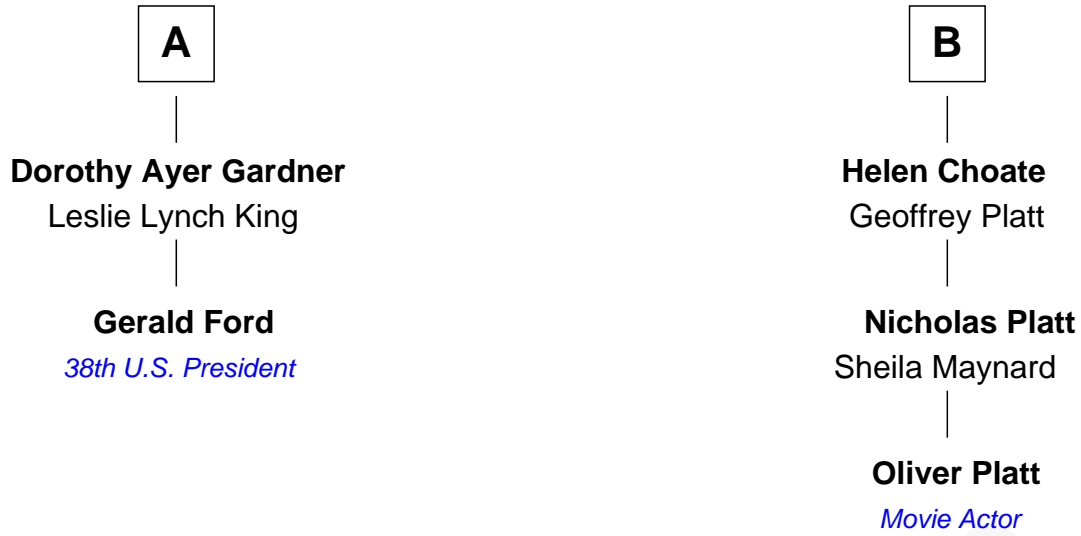 A
Dorothy Ayer Gardner
Leslie Lynch King
Gerald Ford
38th U.S. President
B
Helen Choate
Geoffrey Platt
Nicholas Platt
Sheila Maynard
Oliver Platt
Movie Actor